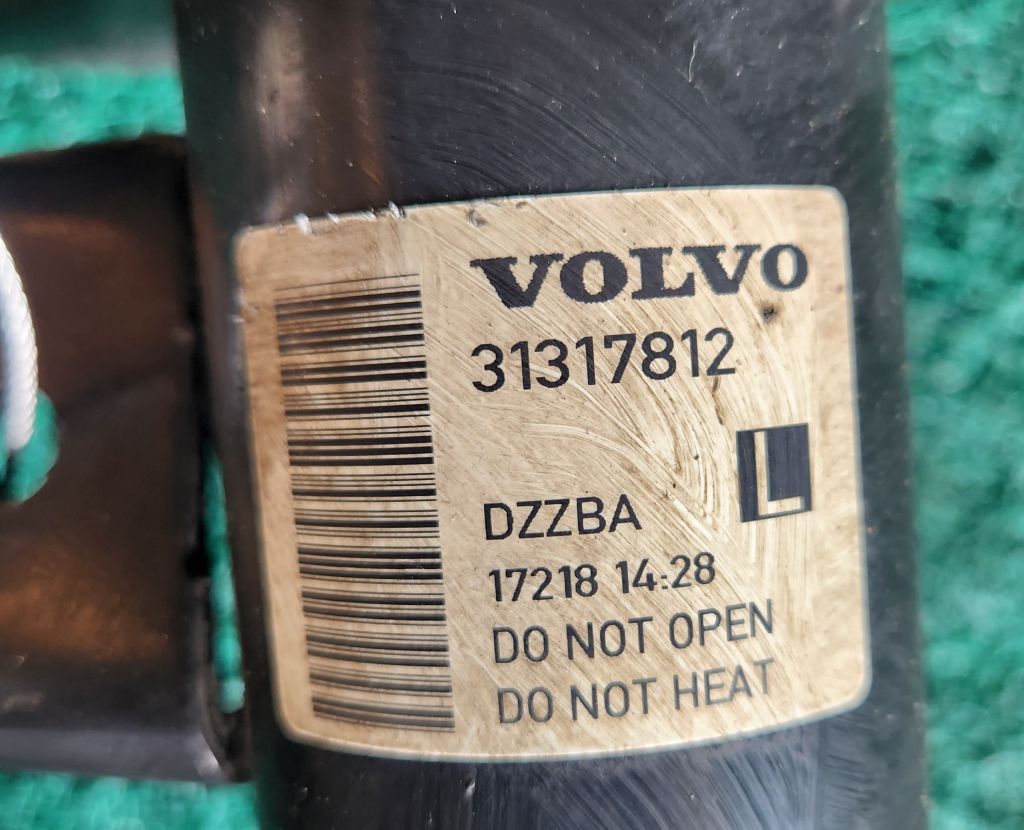 VOLVO
31317812
L
DZZBA
17218 14:28
DO NOT OPEN
DO NOT HEAT